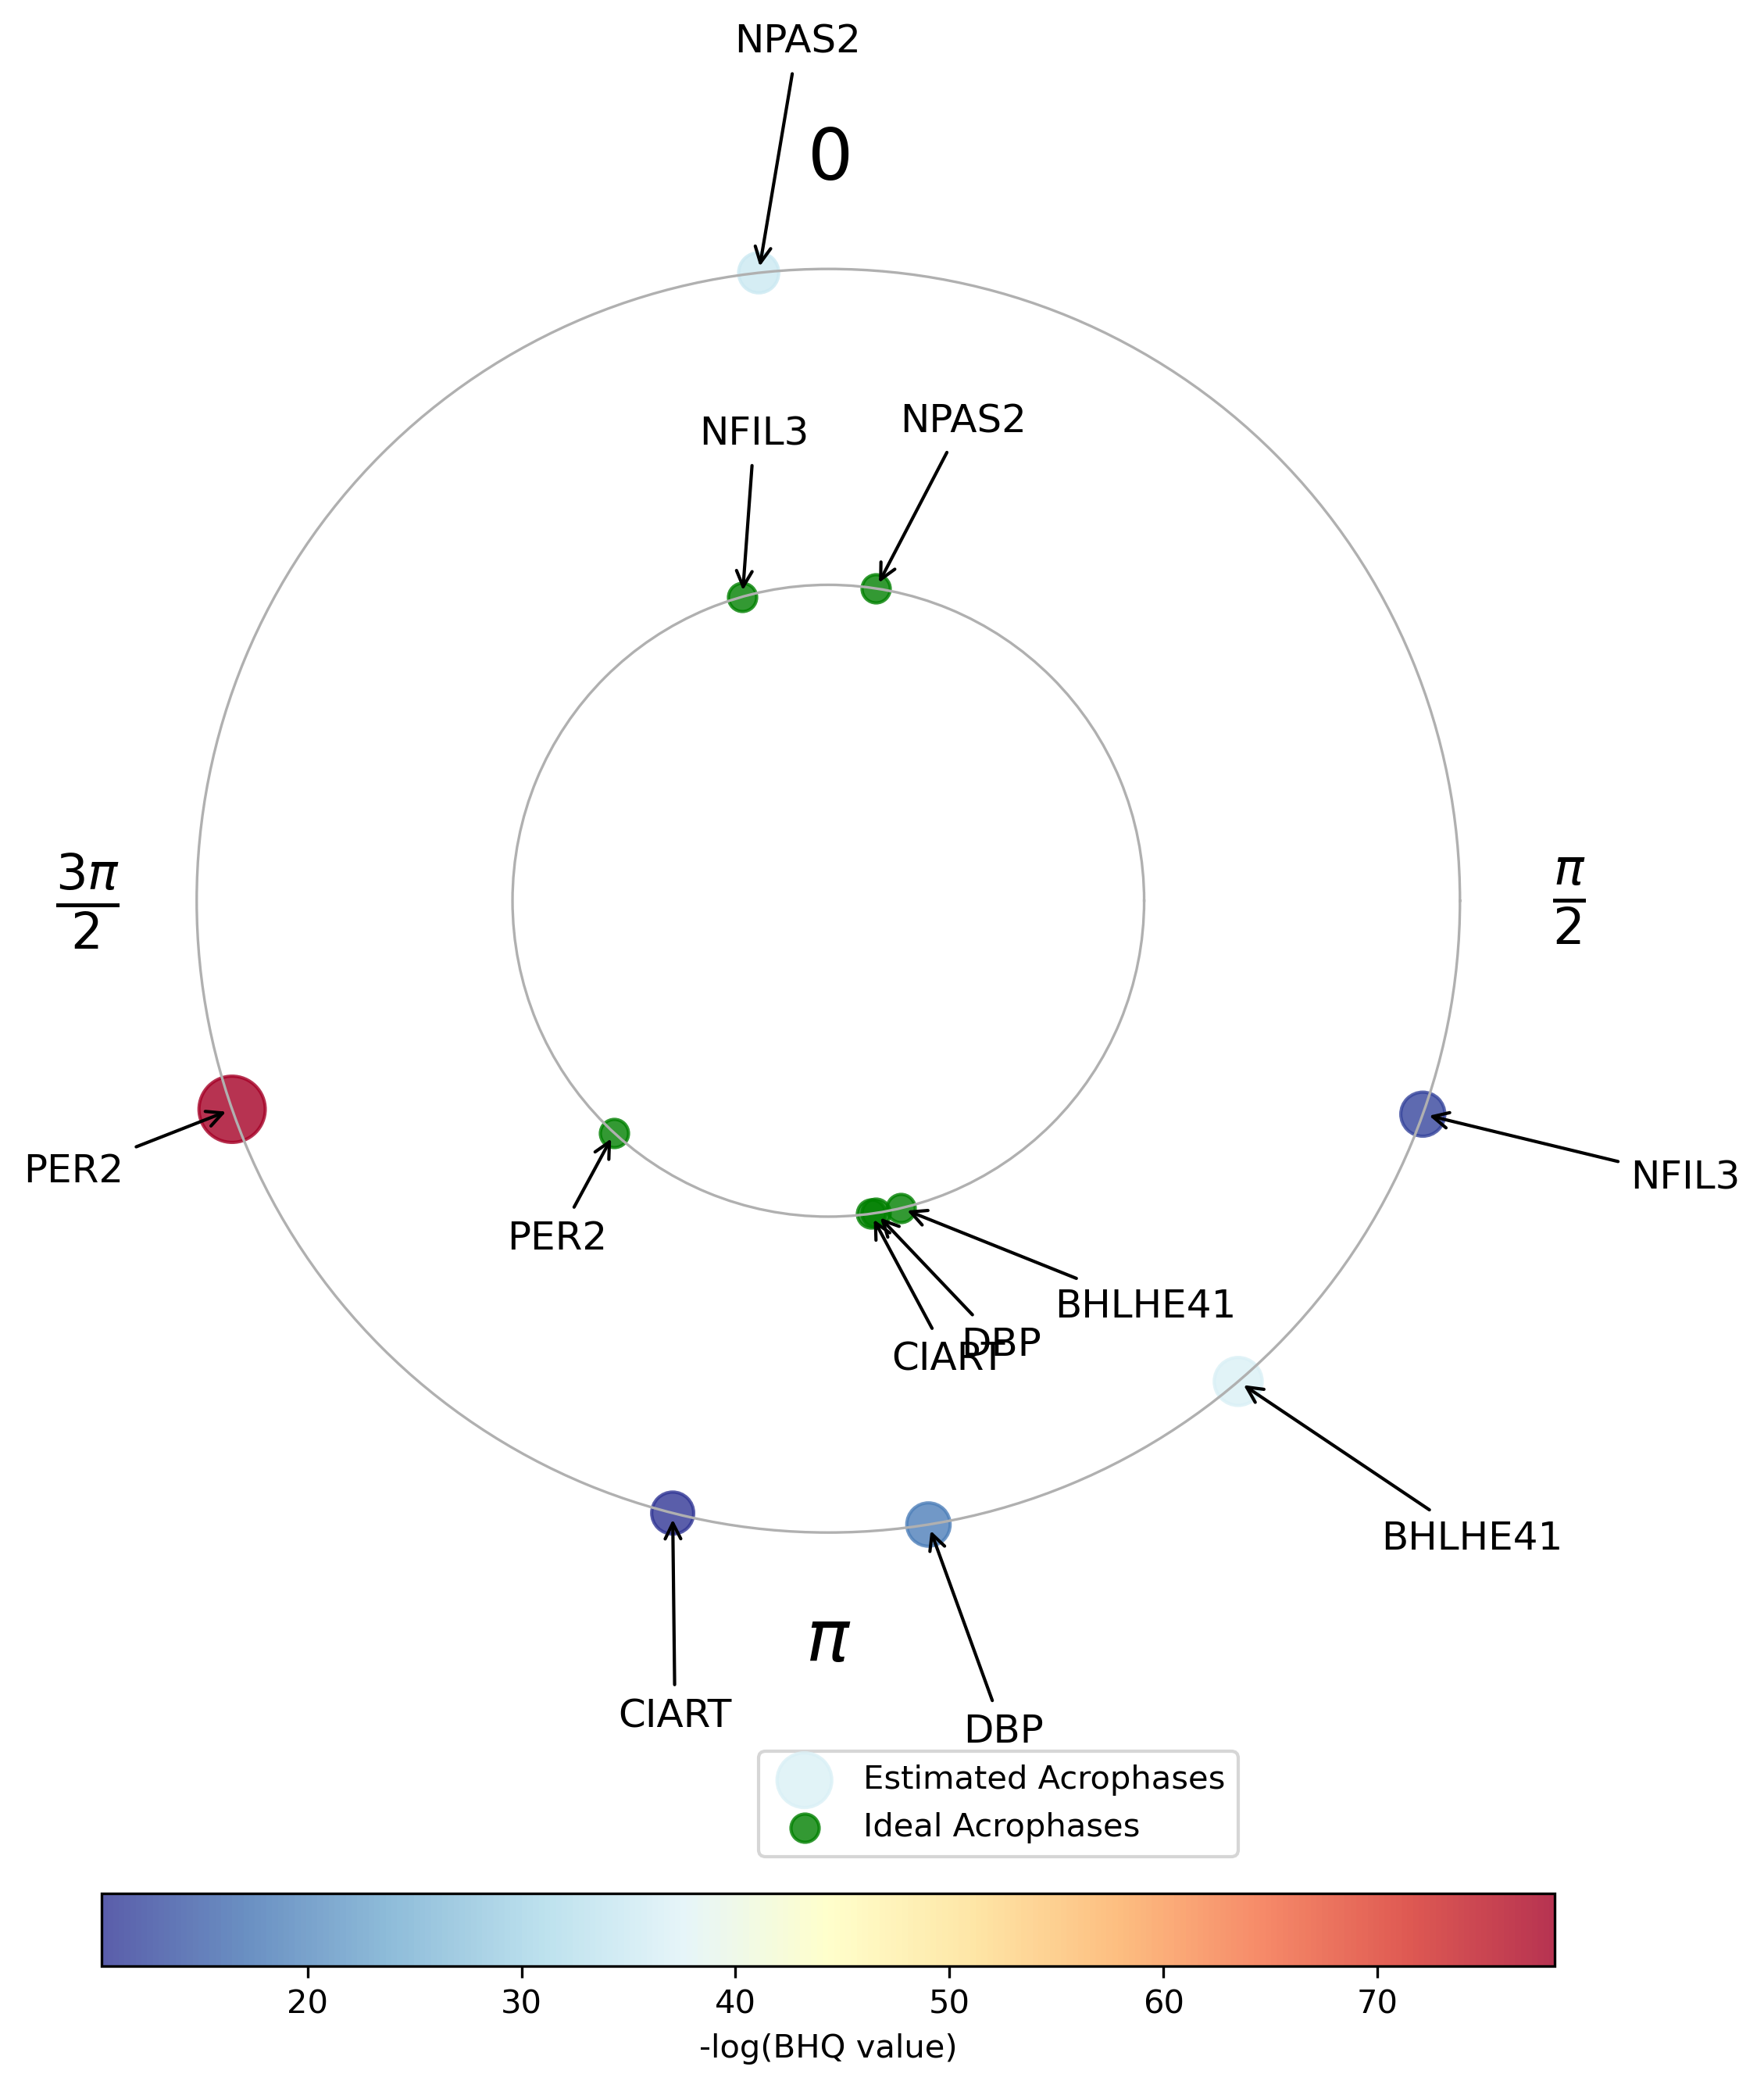 NPAS2
0
NPAS2
NFIL3
3π/2
π/2
PER2
NFIL3
PER2
BHLHE41
DBP
CIART
BHLHE41
π
CIART
DBP
Estimated Acrophases
Ideal Acrophases
20 30 40 50 60 70
-log(BHQ value)